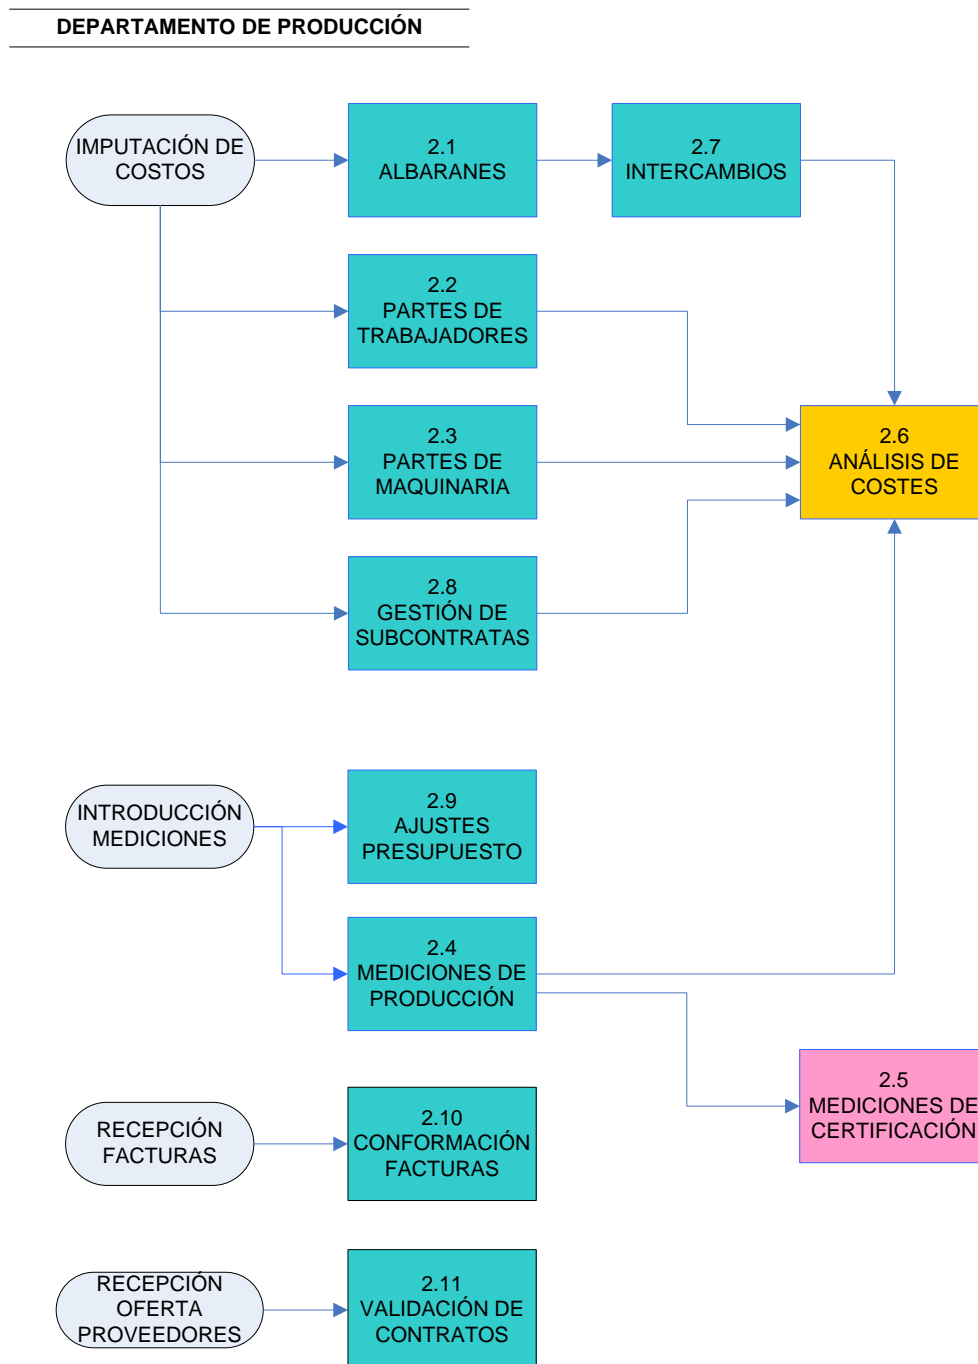 DEPARTAMENTO DE PRODUCCIÓN
IMPUTACIÓN DE
COSTOS
2.1
ALBARANES
2.7
INTERCAMBIOS
2.2
PARTES DE
TRABAJADORES
2.3
PARTES DE
MAQUINARIA
2.6
ANÁLISIS DE
COSTES
2.8
GESTIÓN DE
SUBCONTRATAS
INTRODUCCIÓN
MEDICIONES
2.9
AJUSTES
PRESUPUESTO
2.4
MEDICIONES DE
PRODUCCIÓN
2.5
MEDICIONES DE
CERTIFICACIÓN
RECEPCIÓN
FACTURAS
2.10
CONFORMACIÓN
FACTURAS
RECEPCIÓN
OFERTA
PROVEEDORES
2.11
VALIDACIÓN DE
CONTRATOS